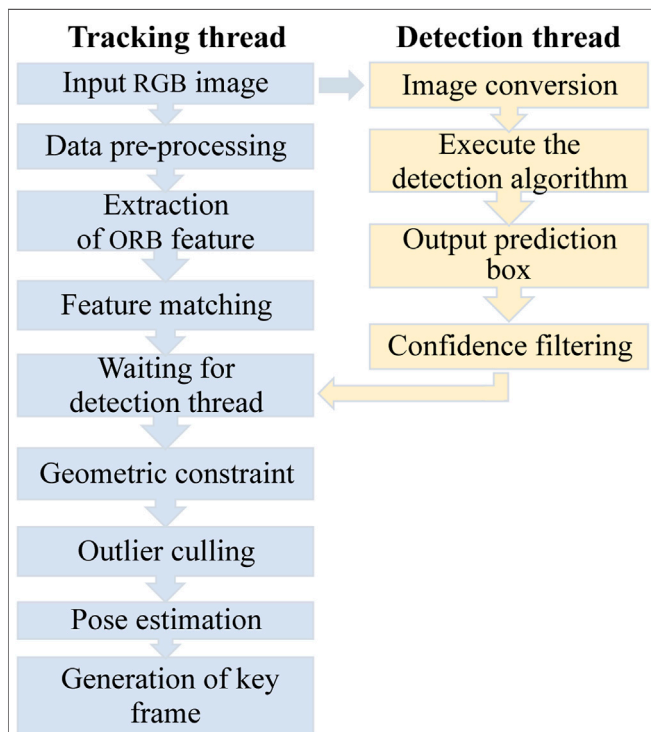 Tracking thread
Input RGB image
Data pre-processing
Extraction
of ORB feature
Feature matching
Waiting for
detection thread
Geometric constraint
Outlier culling
Pose estimation
Generation of key
frame
Detection thread
Image conversion
Execute the
detection algorithm
Output prediction
box
Confidence filtering